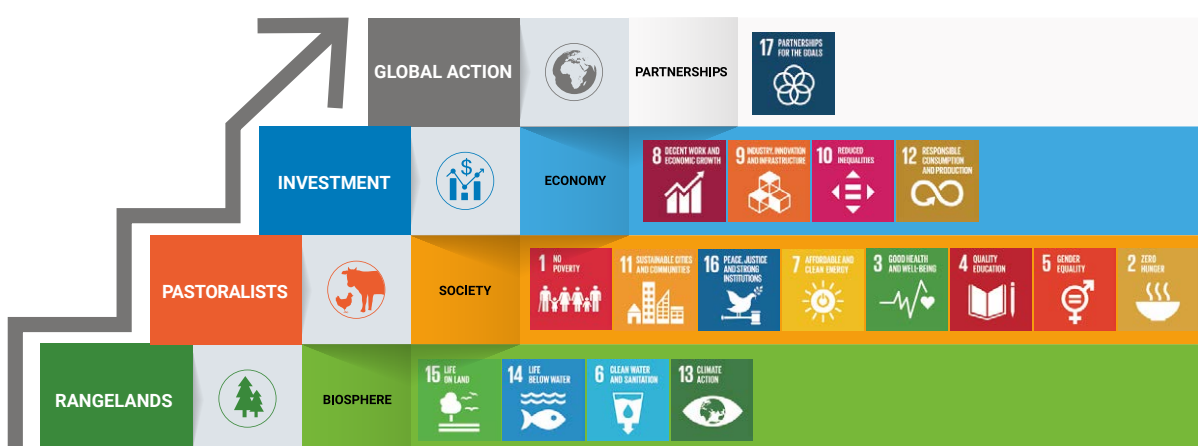 GLOBAL ACTION
PARTNERSHIPS
17 PARTNERSHIPS
FOR THE GOALS
INVESTMENT
$
ECONOMY
8 DECENT WORK AND
ECONOMIC GROWTH
9 INDUSTRY, INNOVATION
AND INFRASTRUCTURE
10 REDUCED
INEQUALITIES
12 RESPONSIBLE
CONSUMPTION
AND PRODUCTION
PASTORALISTS
SOCIETY
1 NO
POVERTY
11 SUSTAINABLE CITIES
AND COMMUNITIES
16 PEACE, JUSTICE
AND STRONG
INSTITUTIONS
7 AFFORDABLE AND
CLEAN ENERGY
3 GOOD HEALTH
AND WELL-BEING
4 QUALITY
EDUCATION
5 GENDER
EQUALITY
2 ZERO
HUNGER
RANGELANDS
BIOSPHERE
15 LIFE
ON LAND
14 LIFE
BELOW WATER
6 CLEAN WATER
AND SANITATION
13 CLIMATE
ACTION